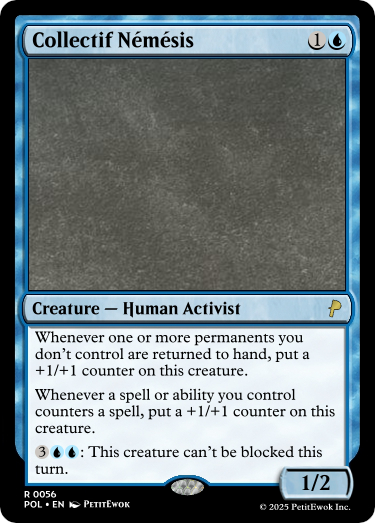 Collectif Némésis
1
Creature — Human Activist
Whenever one or more permanents you
don't control are returned to hand, put a
+1/+1 counter on this creature.
Whenever a spell or ability you control
counters a spell, put a +1/+1 counter on this
creature.
3: This creature can't be blocked this
turn.
1/2
R 0056
POL • EN PetitEwok
© 2025 PetitEwok Inc.